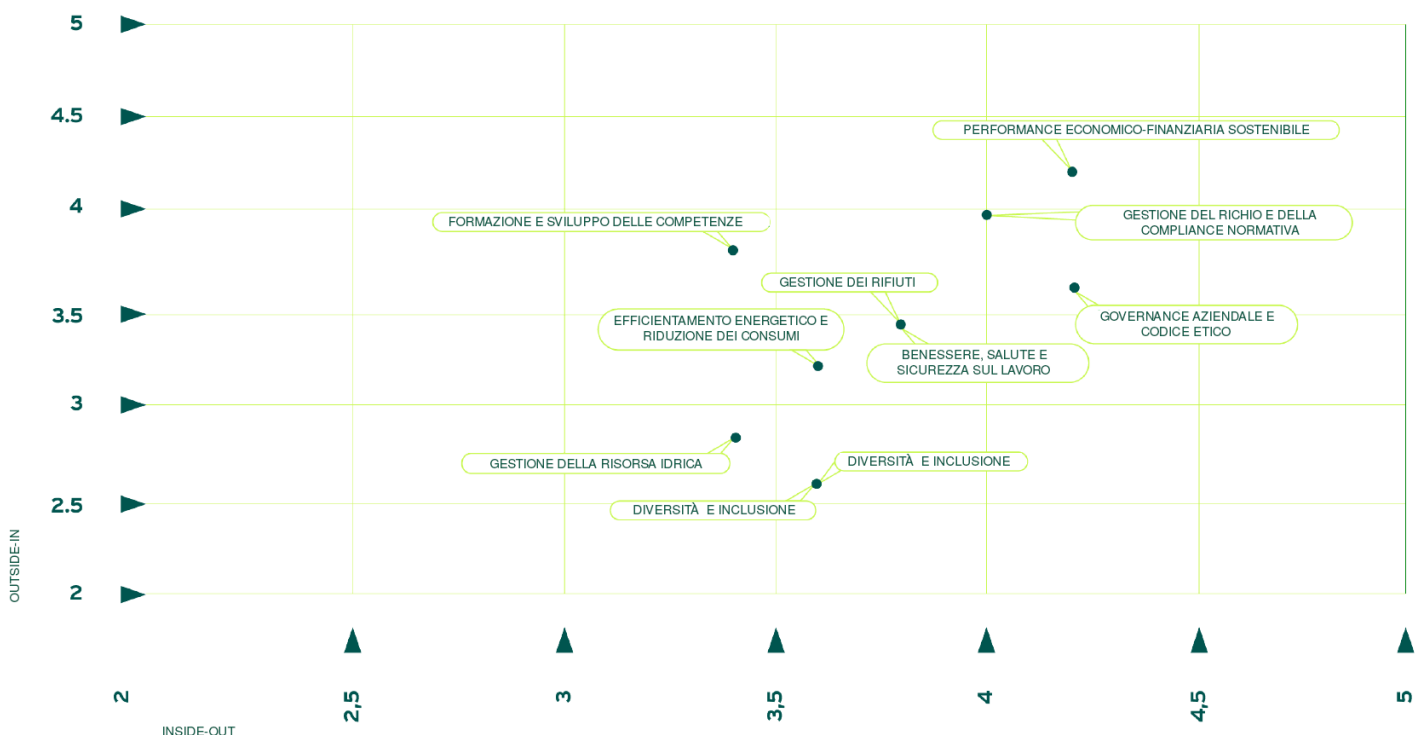 5
4.5
PERFORMANCE ECONOMICO-FINANZIARIA SOSTENIBILE
4
FORMAZIONE E SVILUPPO DELLE COMPETENZE
GESTIONE DEL RICHIO E DELLA
COMPLIANCE NORMATIVA
GESTIONE DEI RIFIUTI
3.5
EFFICIENTAMENTO ENERGETICO E
RIDUZIONE DEI CONSUMI
GOVERNANCE AZIENDALE E
CODICE ETICO
BENESSERE, SALUTE E
SICUREZZA SUL LAVORO
3
GESTIONE DELLA RISORSA IDRICA
DIVERSITÀ  E INCLUSIONE
2.5
DIVERSITÀ  E INCLUSIONE
OUTSIDE-IN
2
2
2,5
3
3,5
4
4,5
5
INSIDE-OUT